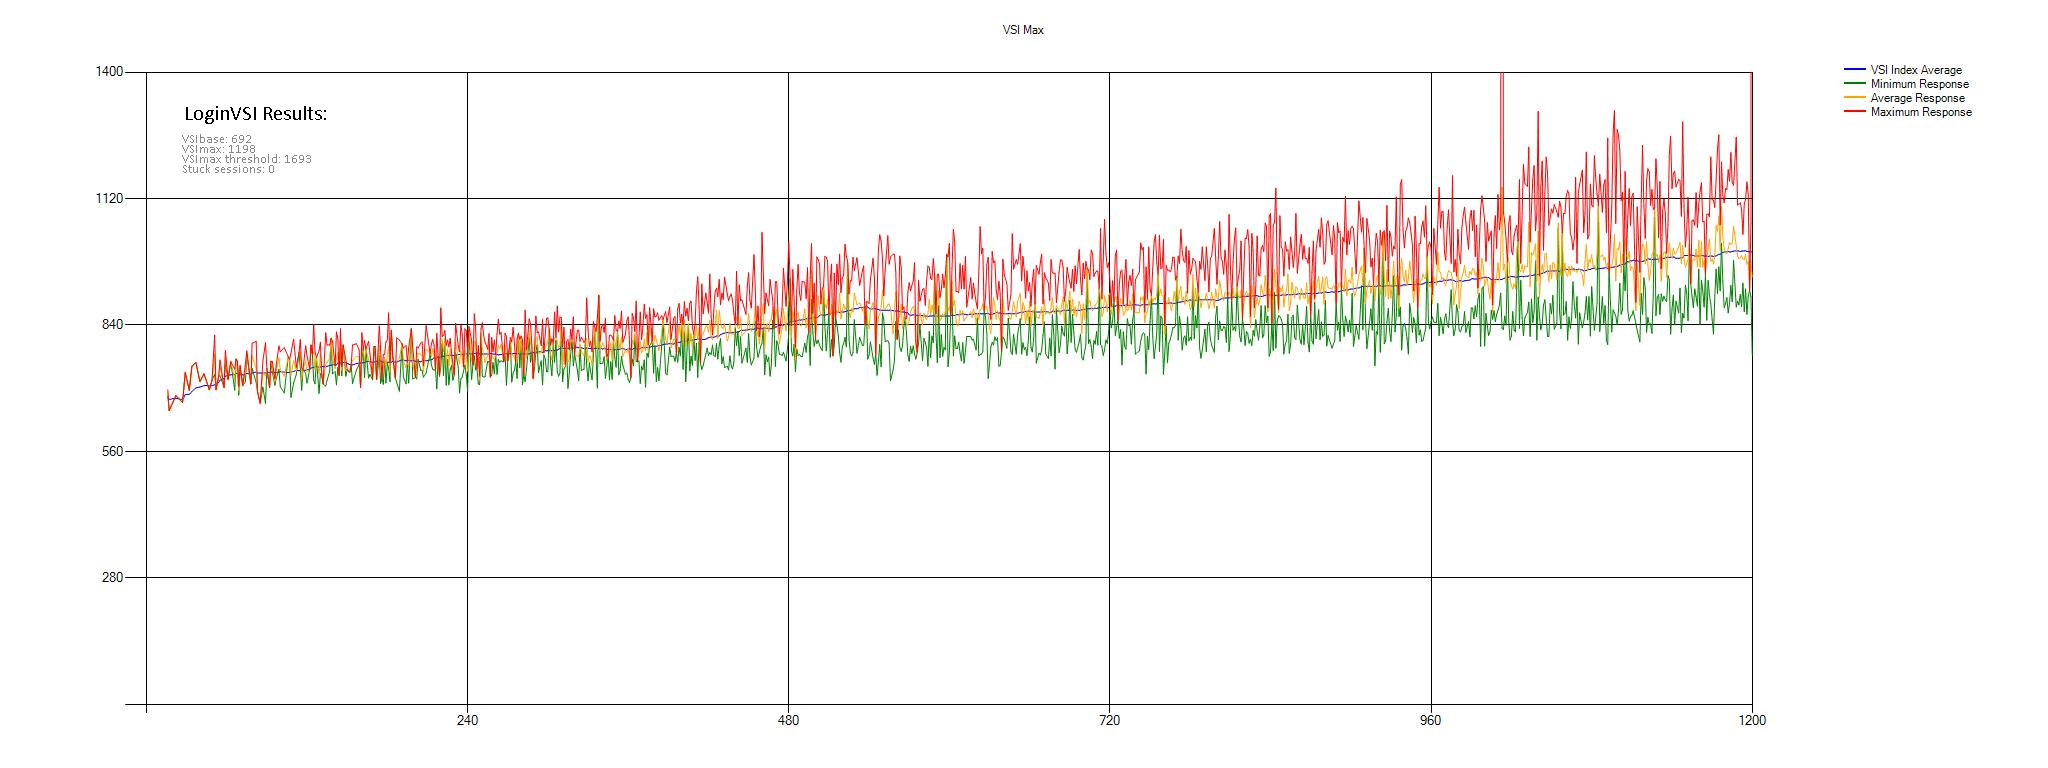 VSI Max
1400
1120
840
560
280
240
480
720
960
1200
LoginVSI Results:
VSIbase: 692
VSImax: 1198
VSImax threshold: 1693
Stuck sessions: 0
VSI Index Average
Minimum Response
Average Response
Maximum Response